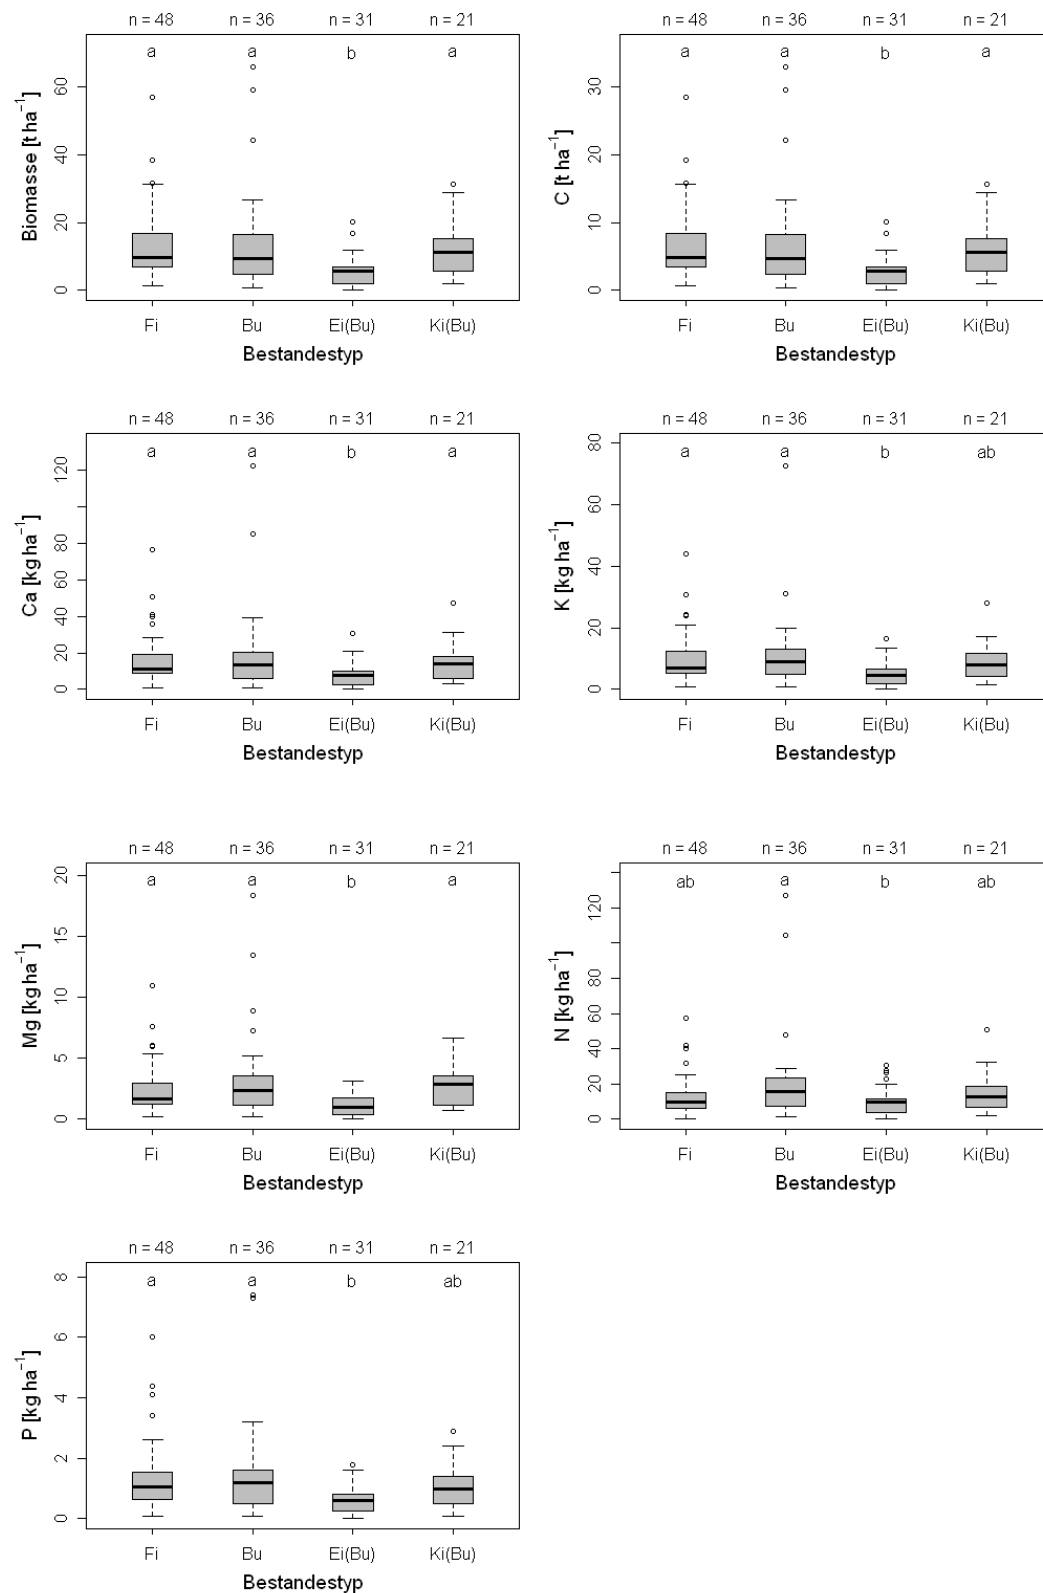 n = 48 n = 36 n = 31 n = 21
a a b a
Biomasse [t ha⁻¹]
0 20 40 60
Fi Bu Ei(Bu) Ki(Bu)
Bestandestyp
n = 48 n = 36 n = 31 n = 21
a a b a
C [t ha⁻¹]
0 10 20 30
Fi Bu Ei(Bu) Ki(Bu)
Bestandestyp
n = 48 n = 36 n = 31 n = 21
a a b a
Ca [kg ha⁻¹]
0 20 40 60 80 120
Fi Bu Ei(Bu) Ki(Bu)
Bestandestyp
n = 48 n = 36 n = 31 n = 21
a a b ab
K [kg ha⁻¹]
0 20 40 60 80
Fi Bu Ei(Bu) Ki(Bu)
Bestandestyp
n = 48 n = 36 n = 31 n = 21
a a b a
Mg [kg ha⁻¹]
0 5 10 15 20
Fi Bu Ei(Bu) Ki(Bu)
Bestandestyp
n = 48 n = 36 n = 31 n = 21
ab a b ab
N [kg ha⁻¹]
0 20 40 60 80 120
Fi Bu Ei(Bu) Ki(Bu)
Bestandestyp
n = 48 n = 36 n = 31 n = 21
a a b ab
P [kg ha⁻¹]
0 2 4 6 8
Fi Bu Ei(Bu) Ki(Bu)
Bestandestyp